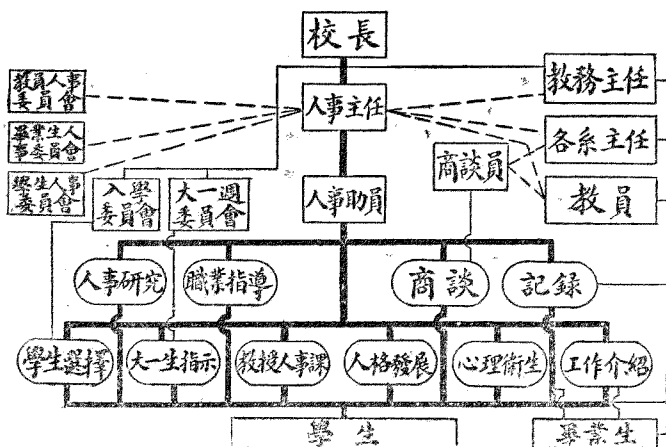 校長
教員人事
委員會
教務主任
人事主任
畢業生人
事委員會
各系主任
商談員
學生人事
委員會
入學
委員會
大一週
委員會
人事助員
教員
人事研究
職業指導
商談
記錄
學生選擇
大一生指示
教授人事課
人格發展
心理衛生
工作介紹
學生
畢業生